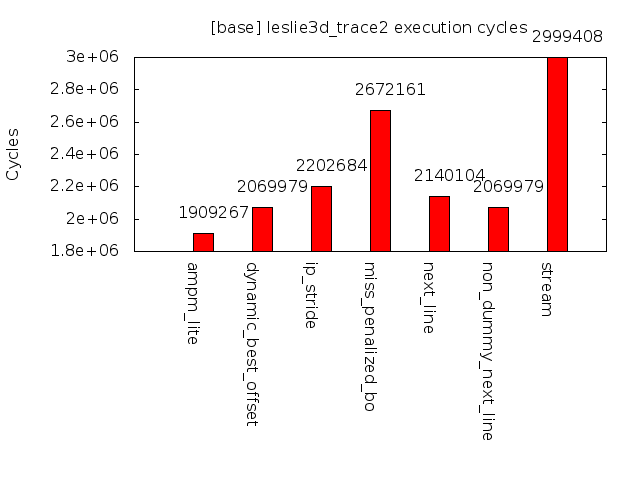 [base] leslie3d_trace2 execution cycles
2999408
3e+06
2.8e+06
2672161
2.6e+06
Cycles
2.4e+06
2202684
2.2e+06
2140104
2069979
2069979
1909267
2e+06
1.8e+06
ampm_lite
dynamic_best_offset
ip_stride
miss_penalized_bo
next_line
non_dummy_next_line
stream